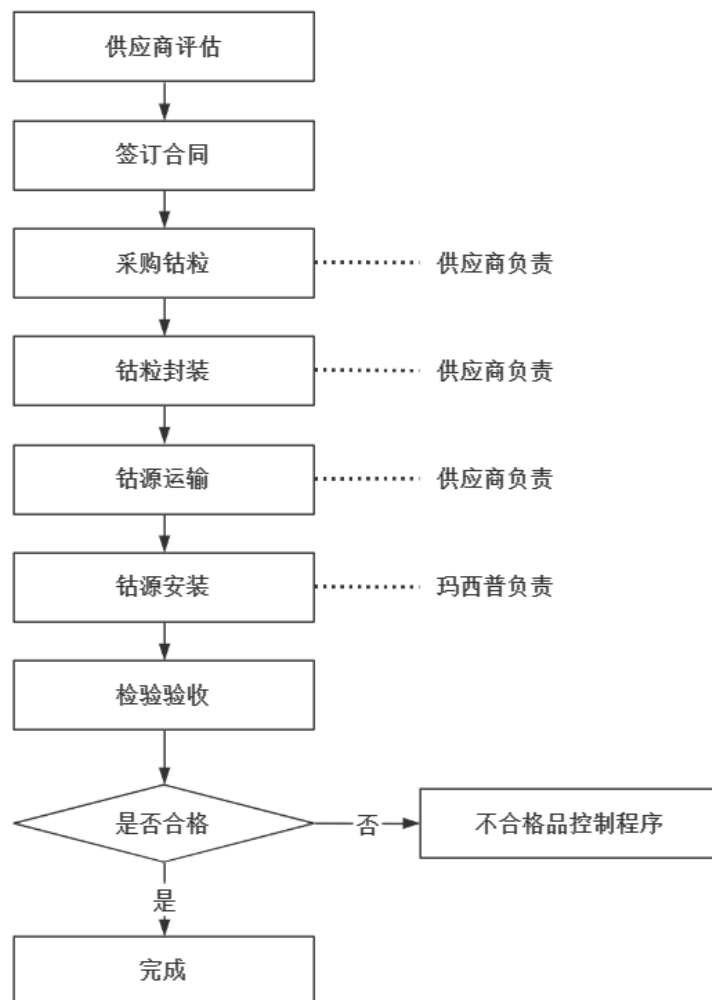 供应商评估
签订合同
采购钴粒
供应商负责
钴粒封装
供应商负责
钴源运输
供应商负责
钴源安装
玛西普负责
检验验收
是否合格
否
不合格品控制程序
是
完成